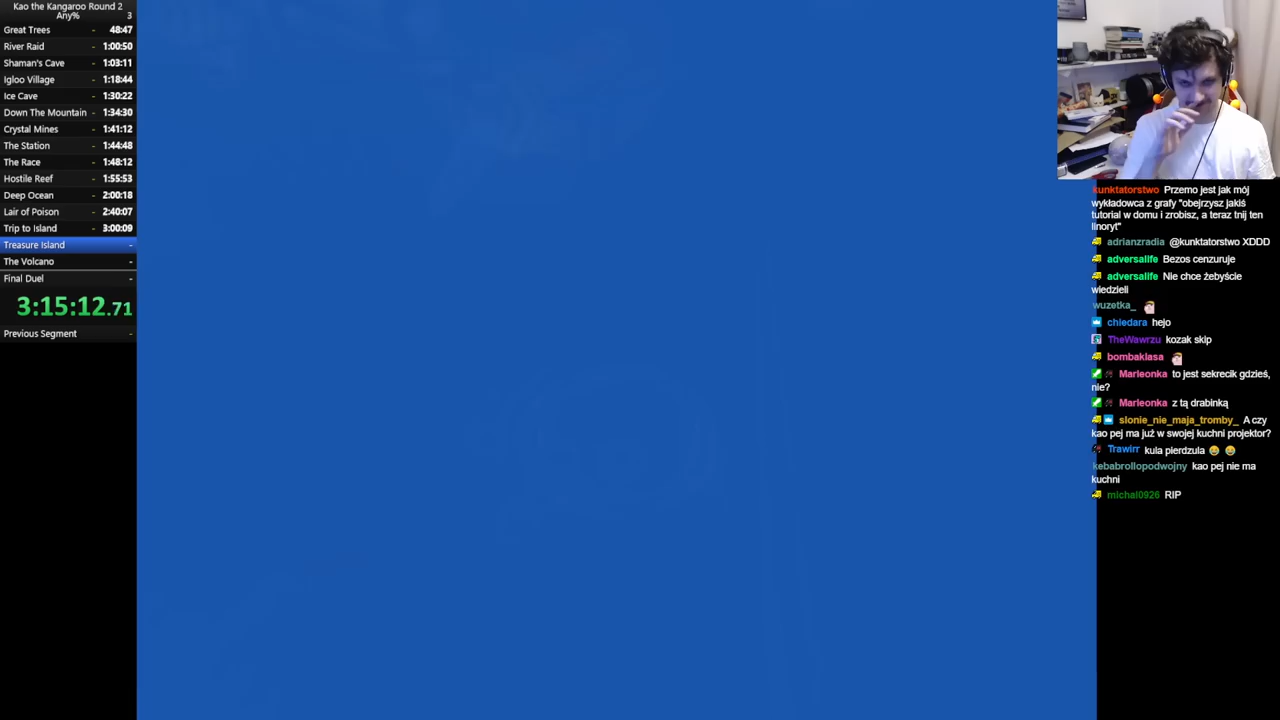 Kao the Kangaroo Round 2
Any% 3
Great Trees - 48:47
River Raid - 1:00:50
Shaman's Cave - 1:03:11
Igloo Village - 1:18:44
Ice Cave - 1:30:22
Down The Mountain - 1:34:30
Crystal Mines - 1:41:12
The Station - 1:44:48
The Race - 1:48:12
Hostile Reef - 1:55:53
Deep Ocean - 2:00:18
Lair of Poison - 2:40:07
Trip to Island - 3:00:09
Treasure Island -
The Volcano -
Final Duel -
3:15:12.71
Previous Segment -
kunktatorstwo Przemo jest jak mój
wykładowca z grafy "obejrzysz jakiś
tutorial w domu i zrobisz, a teraz tnij ten
linoryt"
adrianzradia @kunktatorstwo XDDD
adversalife Bezos cenzuruje
adversalife Nie chce żebyście
wiedzieli
wuzetka_
chledara hejo
TheWawrzu kozak skip
bombaklasa
Marleonka to jest sekrecik gdzieś,
nie?
Marleonka z tą drabinką
slonie_nie_maja_tromby_ A czy
kao pej ma już w swojej kuchni projektor?
Trawirr kula pierdzula 😂 😂
kebabrollopodwojny kao pej nie ma
kuchni
michal0926 RIP